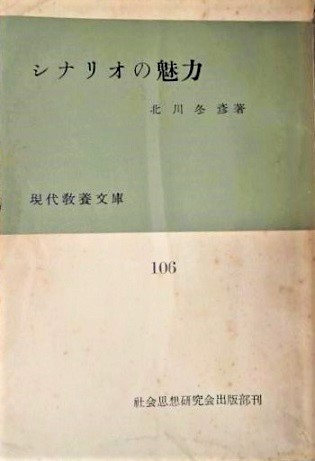 シナリオの魅力
北川冬彦著
現代教養文庫
106
社会思想研究会出版部刊